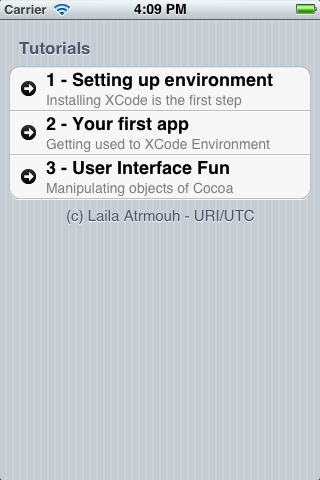 Carrier 4:09 PM
Tutorials
1 - Setting up environment
Installing XCode is the first step
2 - Your first app
Getting used to XCode Environment
3 - User Interface Fun
Manipulating objects of Cocoa
(c) Laila Atrmouh - URI/UTC